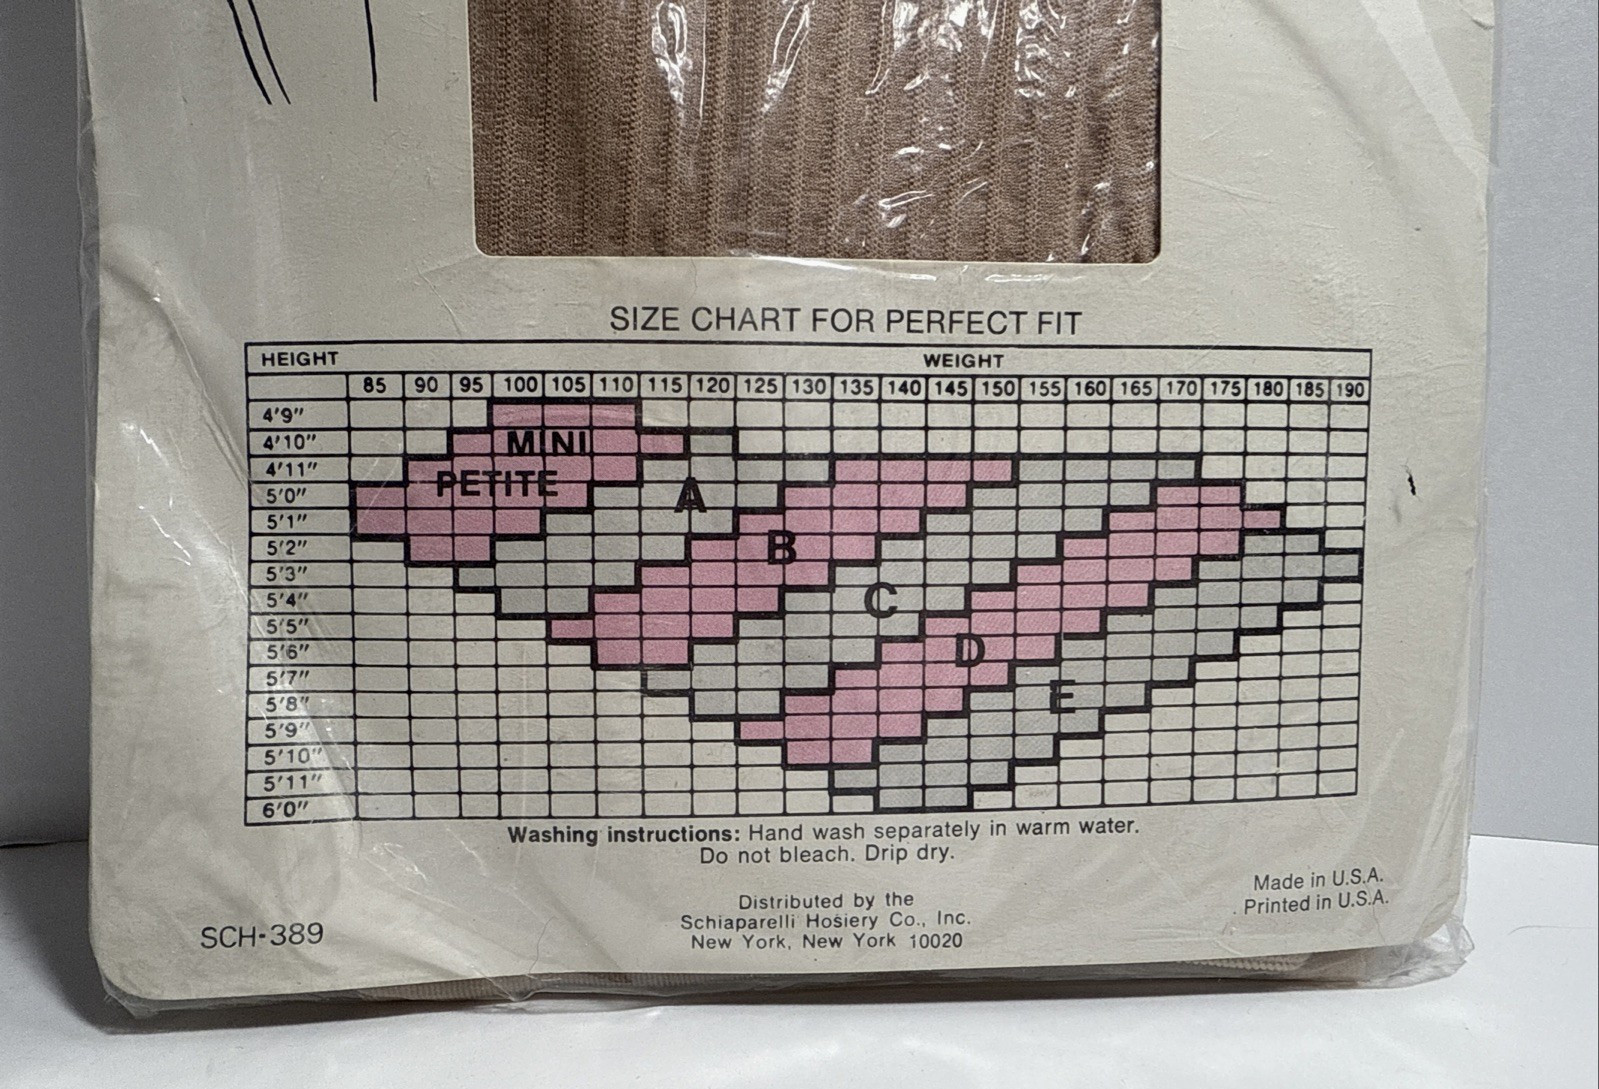 SIZE CHART FOR PERFECT FIT
HEIGHT WEIGHT
85 90 95 100 105 110 115 120 125 130 135 140 145 150 155 160 165 170 175 180 185 190
4'9"
4'10" MINI
4'11"
PETITE
5'0" A
5'1"
5'2" B
5'3"
5'4" C
5'5"
5'6" D
5'7"
5'8" E
5'9"
5'10"
5'11"
6'0"
Washing instructions: Hand wash separately in warm water.
Do not bleach. Drip dry.
Made in U.S.A.
Printed in U.S.A.
Distributed by the
Schiaparelli Hosiery Co., Inc.
New York, New York 10020
SCH-389